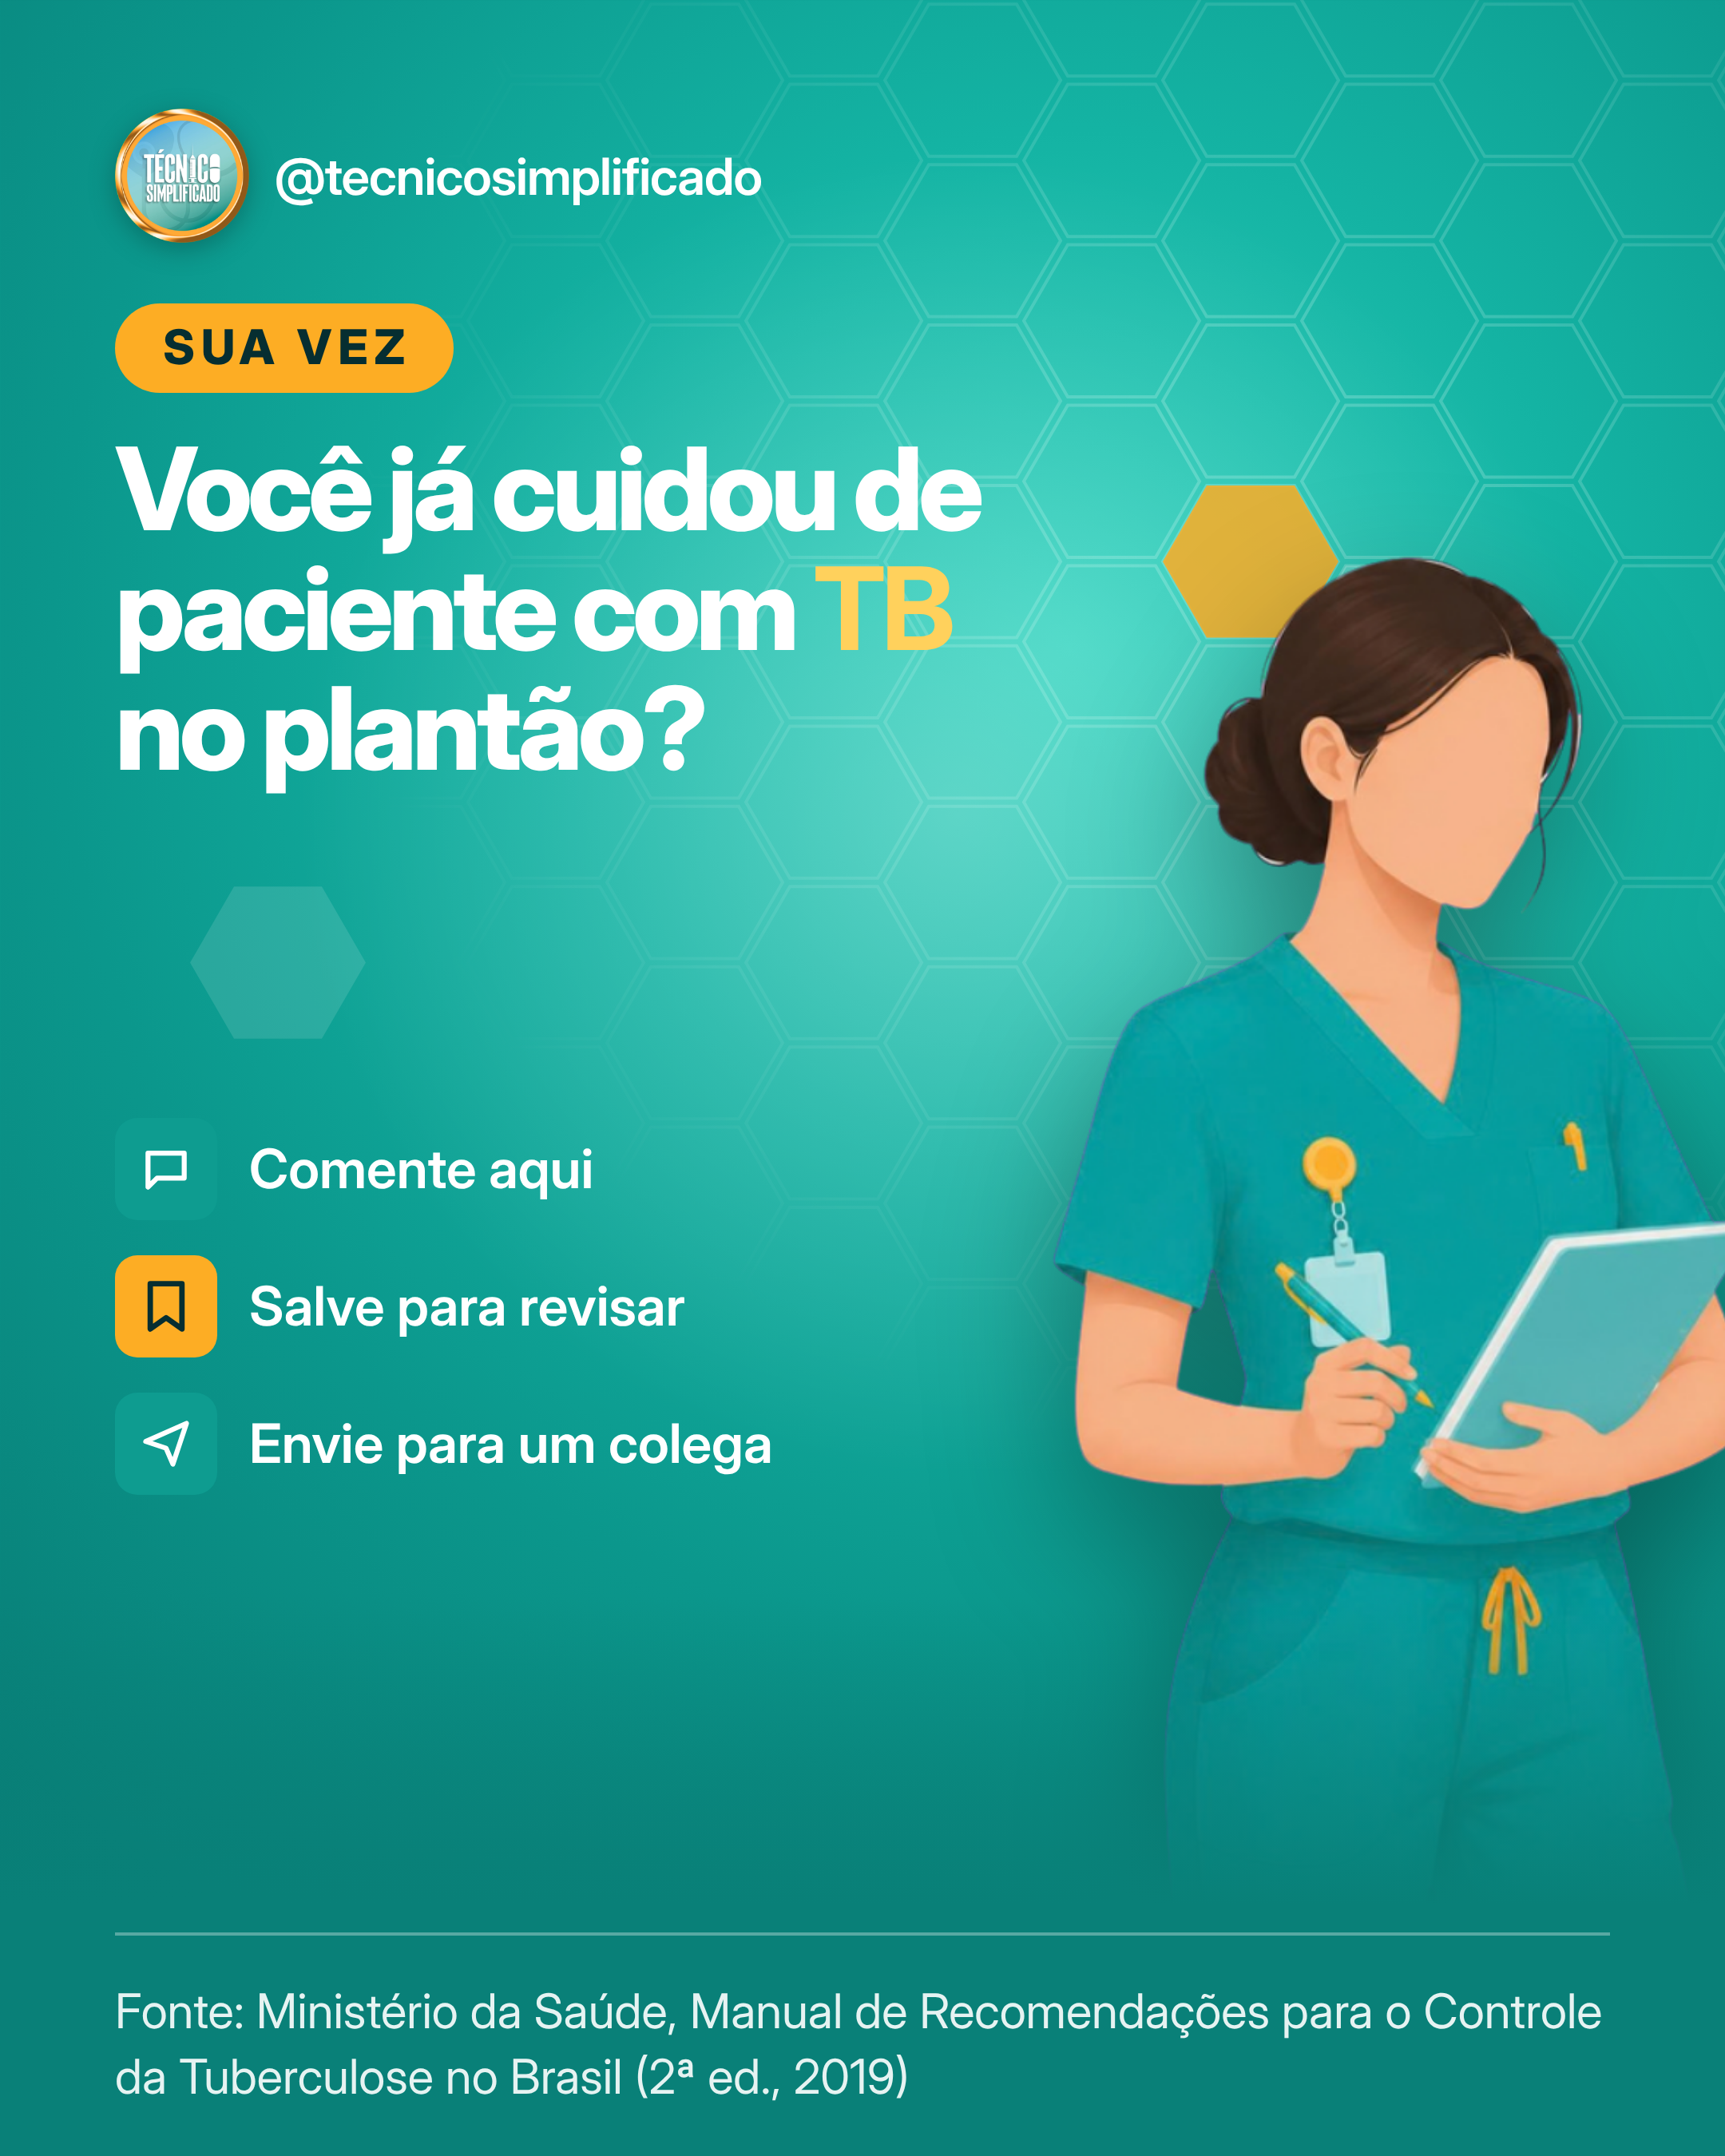 TÉCNICO
SIMPLIFICADO
@tecnicosimplificado
SUA VEZ
Você já cuidou de
paciente com TB
no plantão?
Comente aqui
Salve para revisar
Envie para um colega
Fonte: Ministério da Saúde, Manual de Recomendações para o Controle
da Tuberculose no Brasil (2ª ed., 2019)